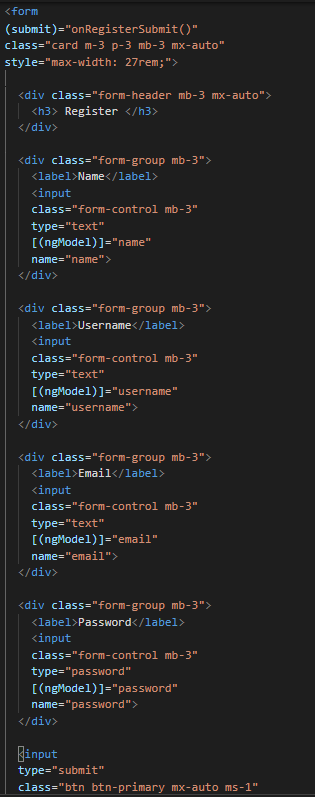 <form
(submit)="onRegisterSubmit()"
class="card m-3 p-3 mb-3 mx-auto"
style="max-width: 27rem;">
<div class="form-header mb-3 mx-auto">
<h3> Register </h3>
</div>
<div class="form-group mb-3">
<label>Name</label>
<input
class="form-control mb-3"
type="text"
[(ngModel)]="name"
name="name">
</div>
<div class="form-group mb-3">
<label>Username</label>
<input
class="form-control mb-3"
type="text"
[(ngModel)]="username"
name="username">
</div>
<div class="form-group mb-3">
<label>Email</label>
<input
class="form-control mb-3"
type="text"
[(ngModel)]="email"
name="email">
</div>
<div class="form-group mb-3">
<label>Password</label>
<input
class="form-control mb-3"
type="password"
[(ngModel)]="password"
name="password">
</div>
<input
type="submit"
class="btn btn-primary mx-auto ms-1"